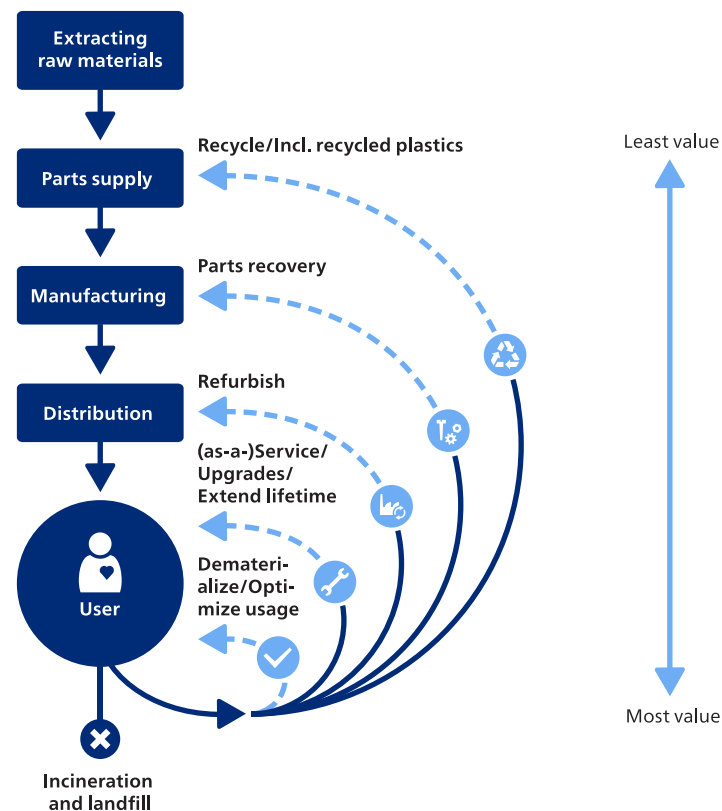 Extracting
raw materials
Recycle/Incl. recycled plastics
Least value
Parts supply
Parts recovery
Manufacturing
Refurbish
Distribution
(as-a-)Service/
Upgrades/
Extend lifetime
Demateri-
alize/Opti-
mize usage
User
Most value
Incineration
and landfill